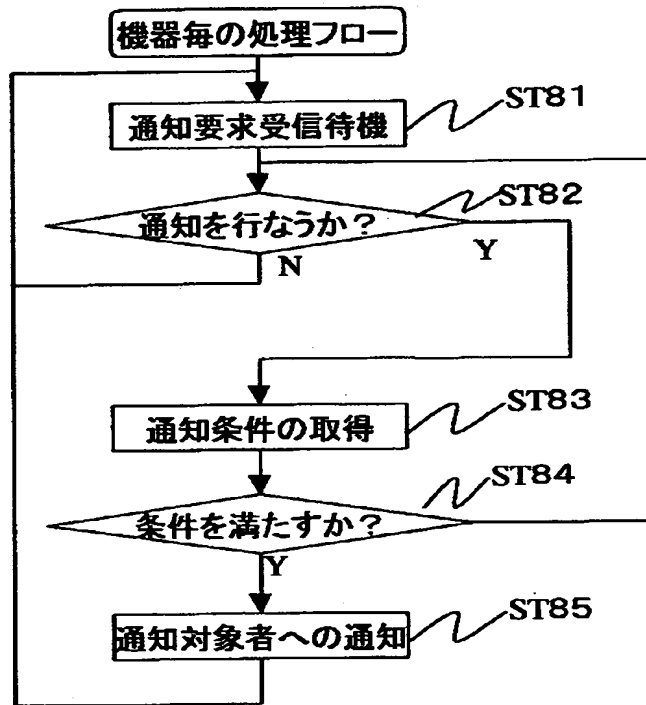 機器毎の処理フロー
ST81
通知要求受信待機
ST82
通知を行なうか？
N
Y
ST83
通知条件の取得
ST84
条件を満たすか？
Y
ST85
通知対象者への通知